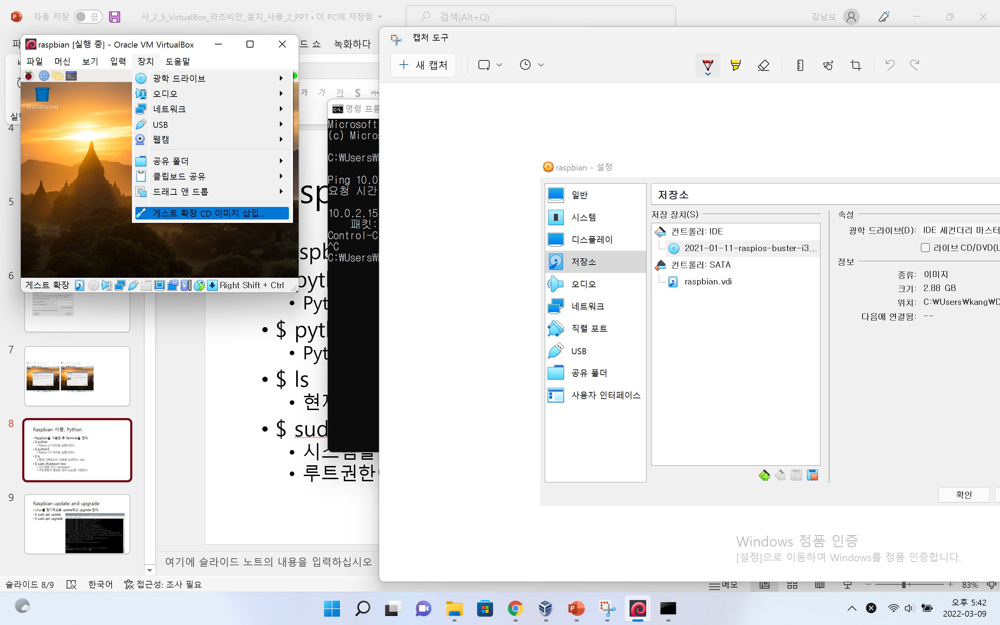 자동 저장
끔
사_2_5_VirtualBox_라즈비안_설치_사용_2_PPT • 이 PC에 저장됨
검색(Alt+Q)
강남오
드 쇼
녹화하다
raspbian [실행 중] - Oracle VM VirtualBox
파일 머신 보기 입력 장치 도움말
광학 드라이브
오디오
네트워크
USB
웹캠
공유 폴더
클립보드 공유
드래그 앤 드롭
게스트 확장 CD 이미지 삽입...
Wastebasket
게스트 확장
Right Shift + Ctrl
가 가 간 S
명령 프롬
Microsoft
(c) Micros
C:₩Users₩
Ping 10.0
요청 시간
10.0.2.15
패킷:
Control-C
^C
C:₩Users₩
캡처 도구
새 캡처
raspbian - 설정
일반
시스템
디스플레이
저장소
오디오
네트워크
직렬 포트
USB
공유 폴더
사용자 인터페이스
저장소
저장 장치(S)
컨트롤러: IDE
2021-01-11-raspios-buster-i3...
컨트롤러: SATA
raspbian.vdi
속성
광학 드라이브(D): IDE 세컨더리 마스터
라이브 CD/DVD(L
정보
종류: 이미지
크기: 2.88 GB
위치: C:₩Users₩kang₩D
다음에 연결됨: --
확인
4
5
6
7
8
Raspbian 사용, Python
• Raspbian을 가동한 후 Terminal을 연다.
• $ python
• Python 2.7 버전을 실행시킨다.
• $ python3
• Python 3.7 버전을 실행시킨다.
• $ ls
• 현재 디렉토리의 내용을 보여준다. (list)
• $ sudo shutdown now
• 시스템을 끈다. (shutdown)
• 루트권한이 필요한 경우 sudo를 사용한다.
9
Raspbian update and upgrade
• Linux를 정기적으로 update하고 upgrade 한다.
• $ sudo apt update
• $ sudo apt upgrade
sp
spb
pyt
• Pyt
• $ pyt
• Pyt
• $ ls
• 현재
• $ sud
• 시스템을
• 루트권한
여기에 슬라이드 노트의 내용을 입력하십시오
Windows 정품 인증
[설정]으로 이동하여 Windows를 정품 인증합니다.
슬라이드 8/9
한국어
접근성: 조사 필요
메모
83%
오후 5:42
2022-03-09